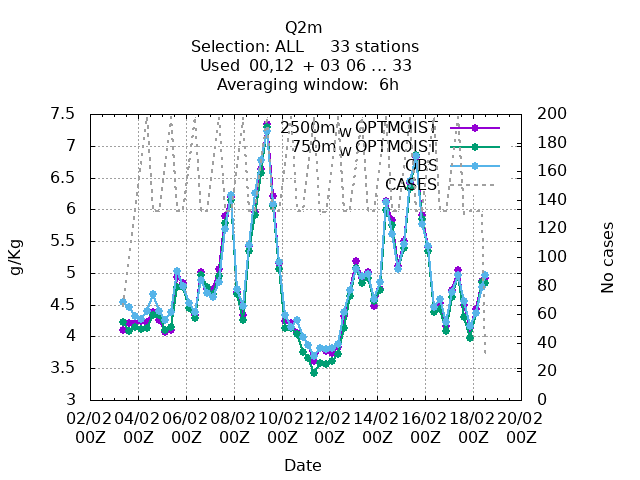 Q2m
Selection: ALL 33 stations
Used 00,12 + 03 06 ... 33
Averaging window: 6h
7.5 200
2500m_w OPTMOIST
7 180
750m_w OPTMOIST
OBS
6.5 160
CASES
6 140
5.5 120
5 100
4.5 80
60
4 40
3.5 20
3 0
g/Kg
No cases
02/02 04/02 06/02 08/02 10/02 12/02 14/02 16/02 18/02 20/02
00Z 00Z 00Z 00Z 00Z 00Z 00Z 00Z 00Z 00Z
Date